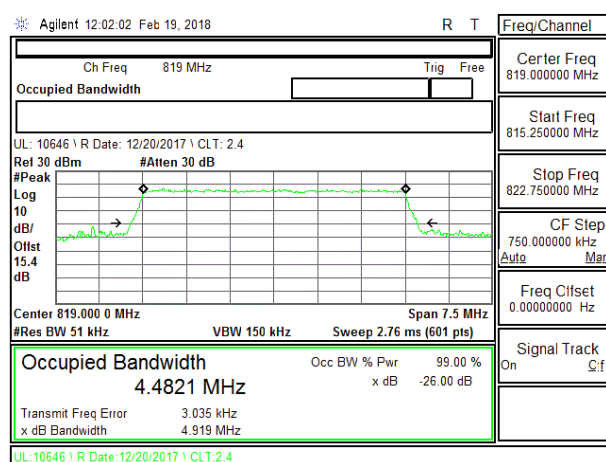 Agilent 12:02:02 Feb 19, 2018 R T
Freq/Channel
Ch Freq 819 MHz Trig Free
Occupied Bandwidth
Center Freq
819.000000 MHz
Start Freq
815.250000 MHz
Stop Freq
822.750000 MHz
CF Step
750.000000 kHz
Auto Man
Freq Offset
0.00000000 Hz
Signal Track
On Off
UL: 10646 \ R Date: 12/20/2017 \ CLT: 2.4
Ref 30 dBm #Atten 30 dB
#Peak
Log
10
dB/
Offst
15.4
dB
Center 819.000 0 MHz Span 7.5 MHz
#Res BW 51 kHz VBW 150 kHz Sweep 2.76 ms (601 pts)
Occupied Bandwidth Occ BW % Pwr 99.00 %
4.4821 MHz x dB -26.00 dB
Transmit Freq Error 3.035 kHz
x dB Bandwidth 4.919 MHz
UL:10646 \ R Date:12/20/2017 \ CLT:2.4